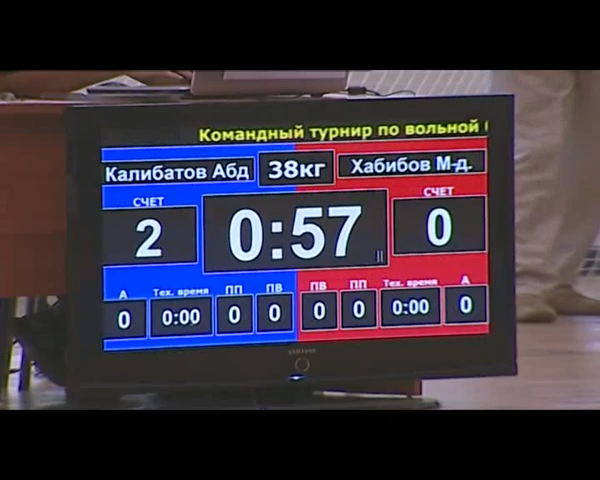 Командный турнир по вольной
Калибатов Абд 38кг Хабибов М-д.
СЧЕТ СЧЕТ
2 0:57 0
А Тех. время ПП ПВ ПВ ПП Тех. время А
0 0:00 0 0 0 0 0:00 0
SAMSUNG